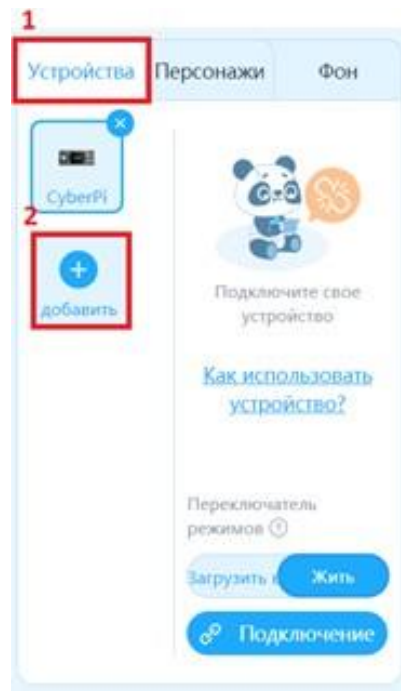 1
Устройства Персонажи Фон
CyberPi
2
добавить
Подключите свое
устройство
Как использовать
устройство?
Переключатель
режимов
Загрузить Жить
Подключение